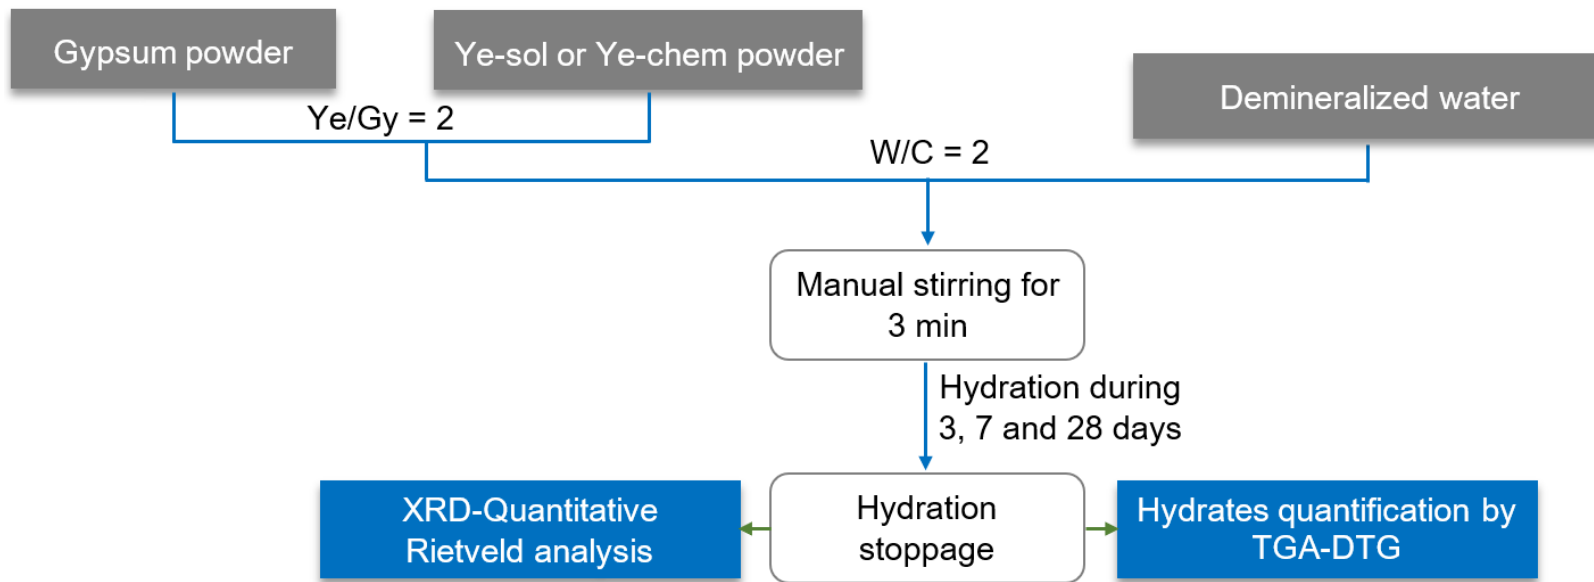 Gypsum powder
Ye-sol or Ye-chem powder
Demineralized water
Ye/Gy = 2
W/C = 2
Manual stirring for
3 min
Hydration during
3, 7 and 28 days
XRD-Quantitative
Rietveld analysis
Hydration
stoppage
Hydrates quantification by
TGA-DTG